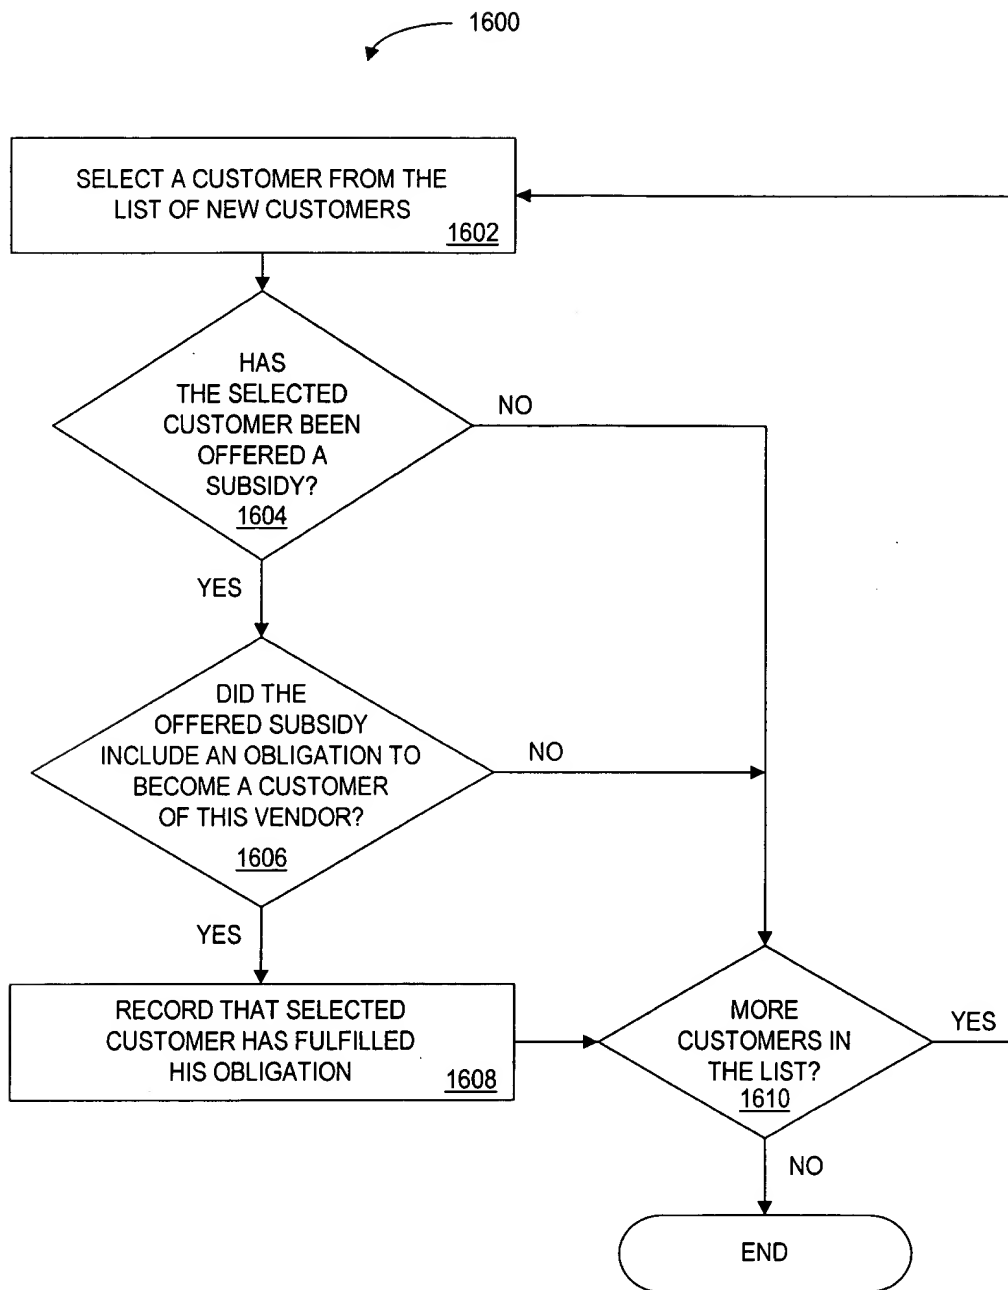 1600
SELECT A CUSTOMER FROM THE
LIST OF NEW CUSTOMERS
1602
HAS
THE SELECTED
CUSTOMER BEEN
OFFERED A
SUBSIDY?
1604
NO
YES
DID THE
OFFERED SUBSIDY
INCLUDE AN OBLIGATION TO
BECOME A CUSTOMER
OF THIS VENDOR?
1606
NO
YES
RECORD THAT SELECTED
CUSTOMER HAS FULFILLED
HIS OBLIGATION
1608
MORE
CUSTOMERS IN
THE LIST?
1610
YES
NO
END